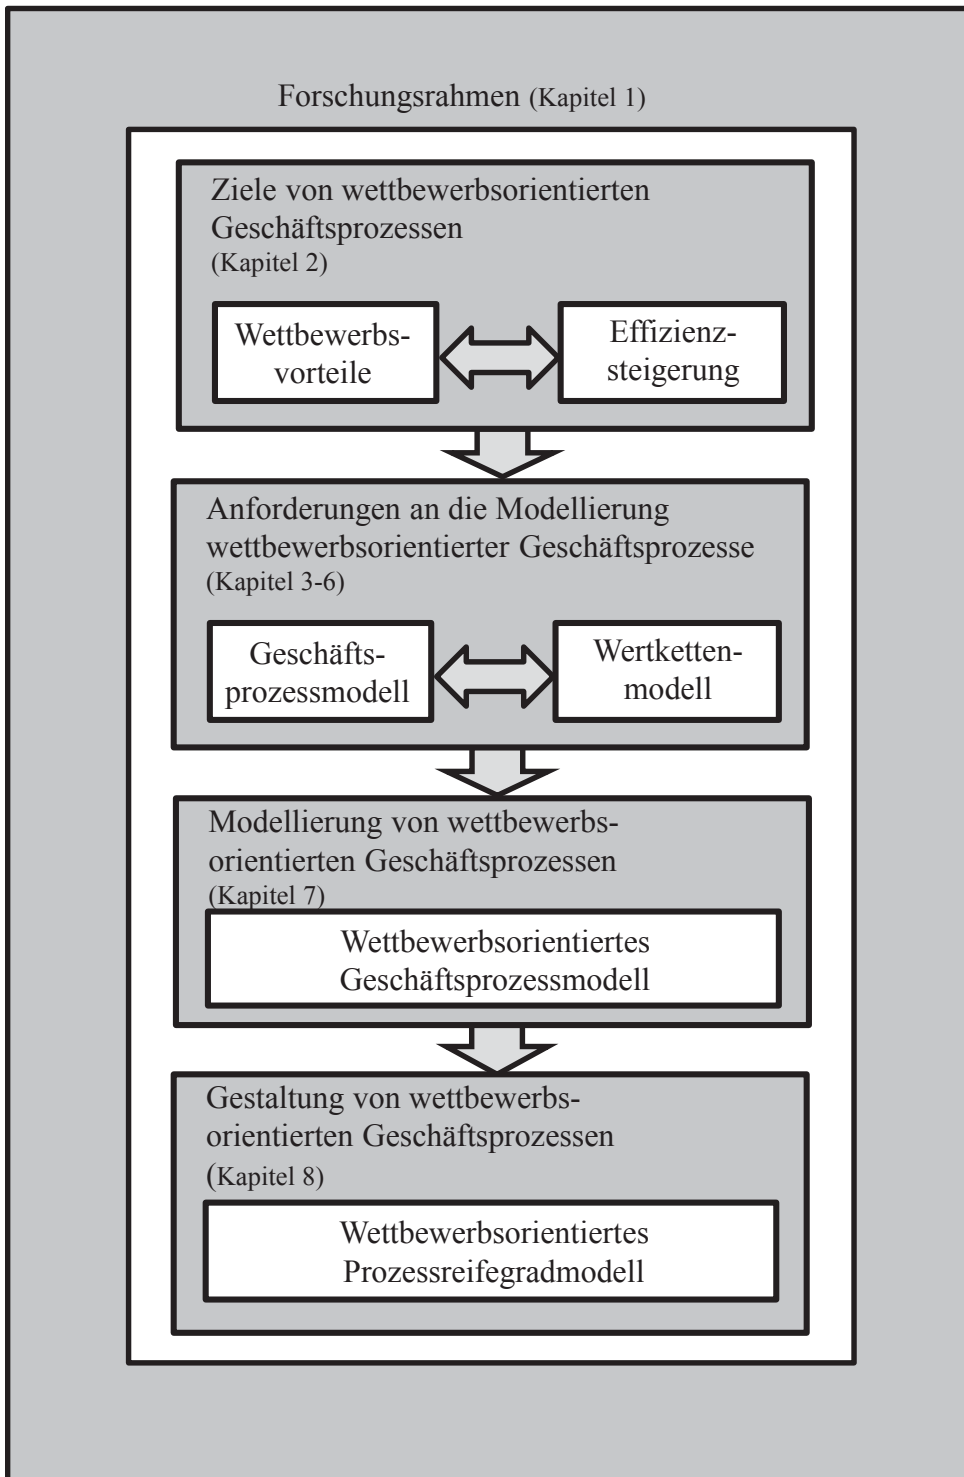 Forschungsrahmen (Kapitel 1)
Ziele von wettbewerbsorientierten
Geschäftsprozessen
(Kapitel 2)
Wettbewerbs-
vorteile
Effizienz-
steigerung
Anforderungen an die Modellierung
wettbewerbsorientierter Geschäftsprozesse
(Kapitel 3-6)
Geschäfts-
prozessmodell
Wertketten-
modell
Modellierung von wettbewerbs-
orientierten Geschäftsprozessen
(Kapitel 7)
Wettbewerbsorientiertes
Geschäftsprozessmodell
Gestaltung von wettbewerbs-
orientierten Geschäftsprozessen
(Kapitel 8)
Wettbewerbsorientiertes
Prozessreifegradmodell